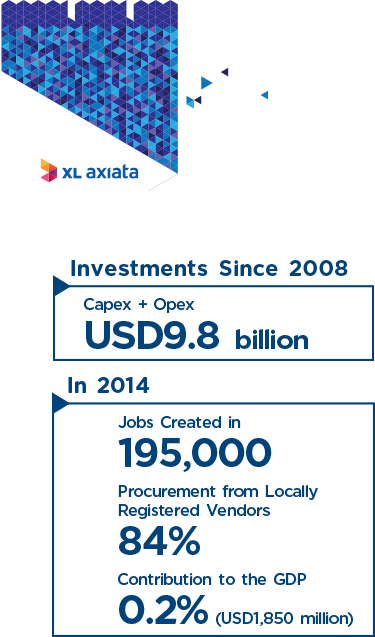 XL axiata
Investments Since 2008
Capex + Opex
USD9.8 billion
In 2014
Jobs Created in
195,000
Procurement from Locally
Registered Vendors
84%
Contribution to the GDP
0.2% (USD1,850 million)